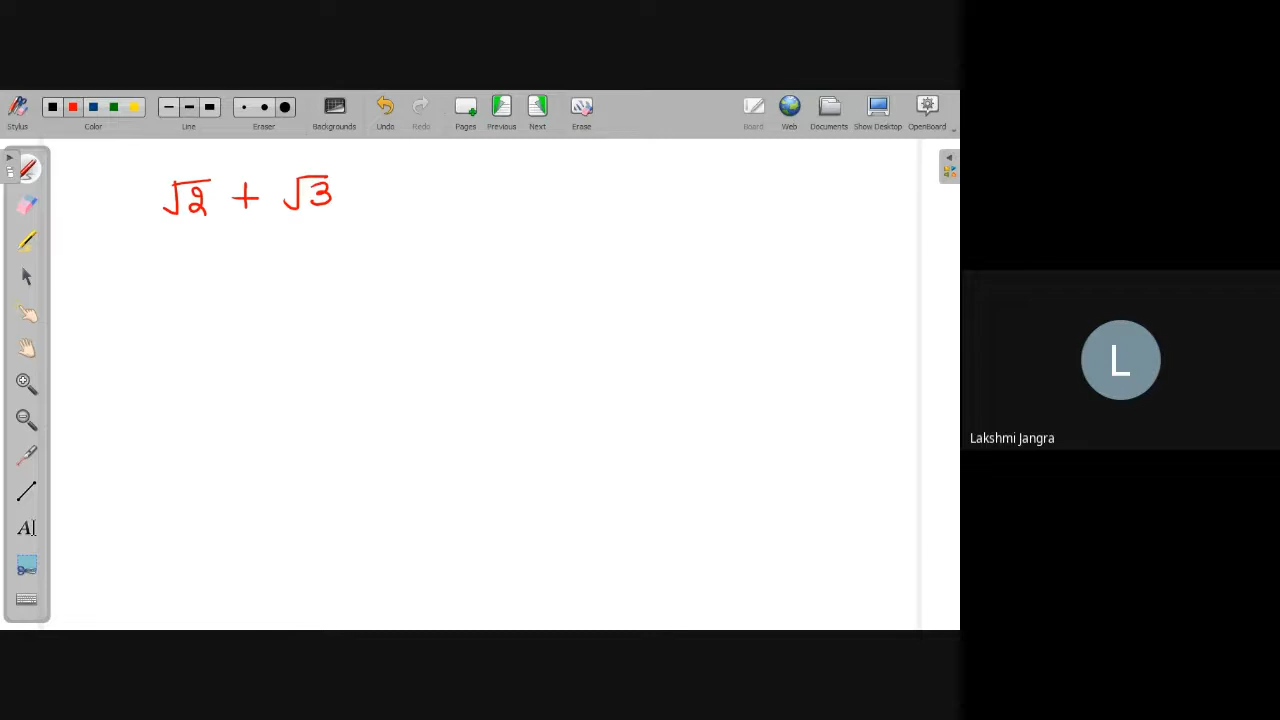 Stylus Color Line Eraser Backgrounds Undo Redo Pages Previous Next Erase Board Web Documents Show Desktop OpenBoard
√2 + √3
A
L
Lakshmi Jangra